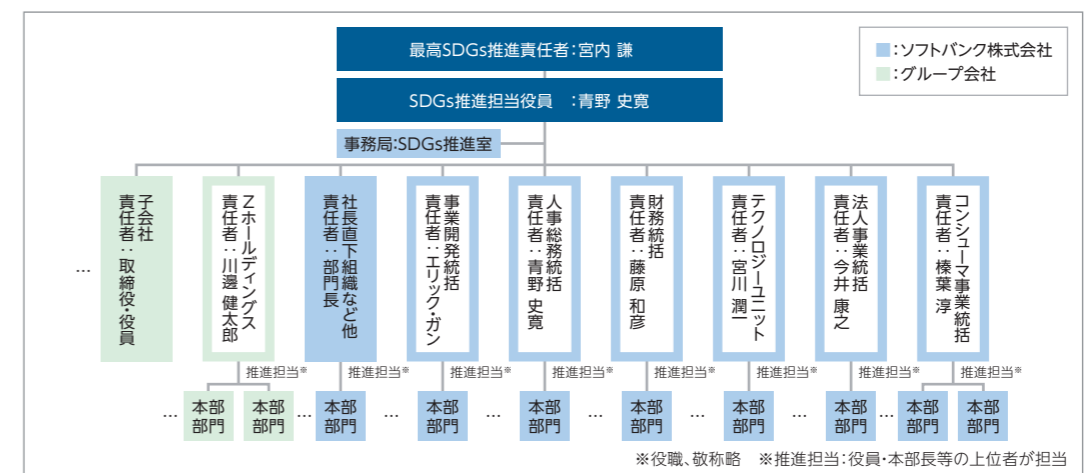 最高SDGs推進責任者：宮内 謙
SDGs推進担当役員　：青野 史寛
事務局：SDGs推進室
：ソフトバンク株式会社
：グループ会社
…
子会社
責任者：取締役・役員
Zホールディングス
責任者：川邊 健太郎
社長直下組織など他
責任者：部門長
事業開発統括
責任者：エリック・ガン
人事総務統括
責任者：青野 史寛
財務統括
責任者：藤原 和彦
テクノロジーユニット
責任者：宮川 潤一
法人事業統括
責任者：今井 康之
コンシューマ事業統括
責任者：榛葉 淳
推進担当※
推進担当※
推進担当※
推進担当※
推進担当※
推進担当※
推進担当※
推進担当※
…
本部
部門
本部
部門
…
本部
部門
…
本部
部門
…
本部
部門
…
本部
部門
…
本部
部門
…
本部
部門
…
本部
部門
本部
部門
※役職、敬称略　※推進担当：役員・本部長等の上位者が担当